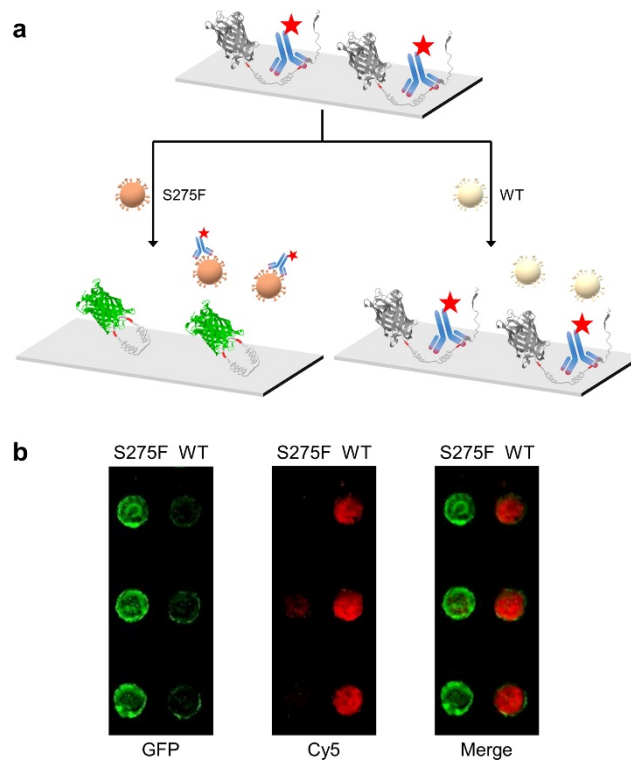 a
S275F
WT
b
S275F WT
S275F WT
S275F WT
GFP
Cy5
Merge